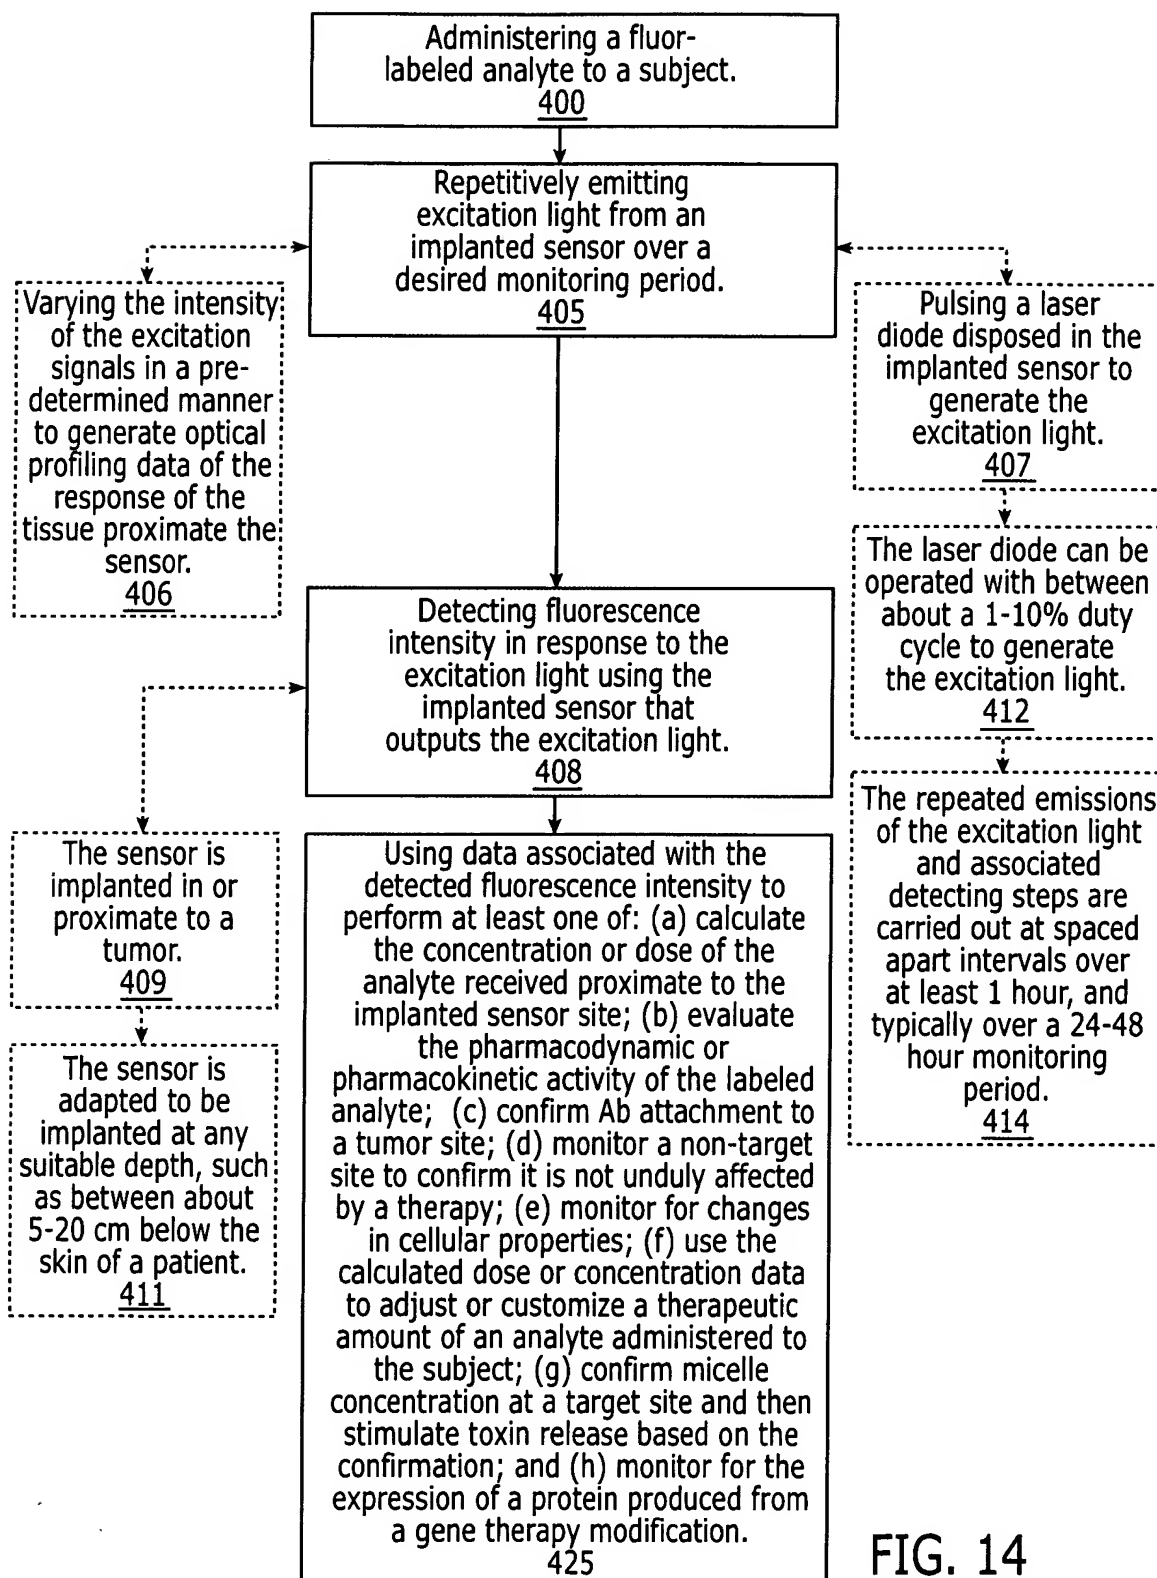 Administering a fluor-
labeled analyte to a subject.
400
Repetitively emitting
excitation light from an
implanted sensor over a
desired monitoring period.
405
Varying the intensity
of the excitation
signals in a pre-
determined manner
to generate optical
profiling data of the
response of the
tissue proximate the
sensor.
406
Pulsing a laser
diode disposed in the
implanted sensor to
generate the
excitation light.
407
The laser diode can be
operated with between
about a 1-10% duty
cycle to generate
the excitation light.
412
The repeated emissions
of the excitation light
and associated
detecting steps are
carried out at spaced
apart intervals over
at least 1 hour, and
typically over a 24-48
hour monitoring
period.
414
Detecting fluorescence
intensity in response to the
excitation light using the
implanted sensor that
outputs the excitation light.
408
The sensor is
implanted in or
proximate to a
tumor.
409
The sensor is
adapted to be
implanted at any
suitable depth, such
as between about
5-20 cm below the
skin of a patient.
411
Using data associated with the
detected fluorescence intensity to
perform at least one of: (a) calculate
the concentration or dose of the
analyte received proximate to the
implanted sensor site; (b) evaluate
the pharmacodynamic or
pharmacokinetic activity of the labeled
analyte; (c) confirm Ab attachment to
a tumor site; (d) monitor a non-target
site to confirm it is not unduly affected
by a therapy; (e) monitor for changes
in cellular properties; (f) use the
calculated dose or concentration data
to adjust or customize a therapeutic
amount of an analyte administered to
the subject; (g) confirm micelle
concentration at a target site and then
stimulate toxin release based on the
confirmation; and (h) monitor for the
expression of a protein produced from
a gene therapy modification.
425
FIG. 14